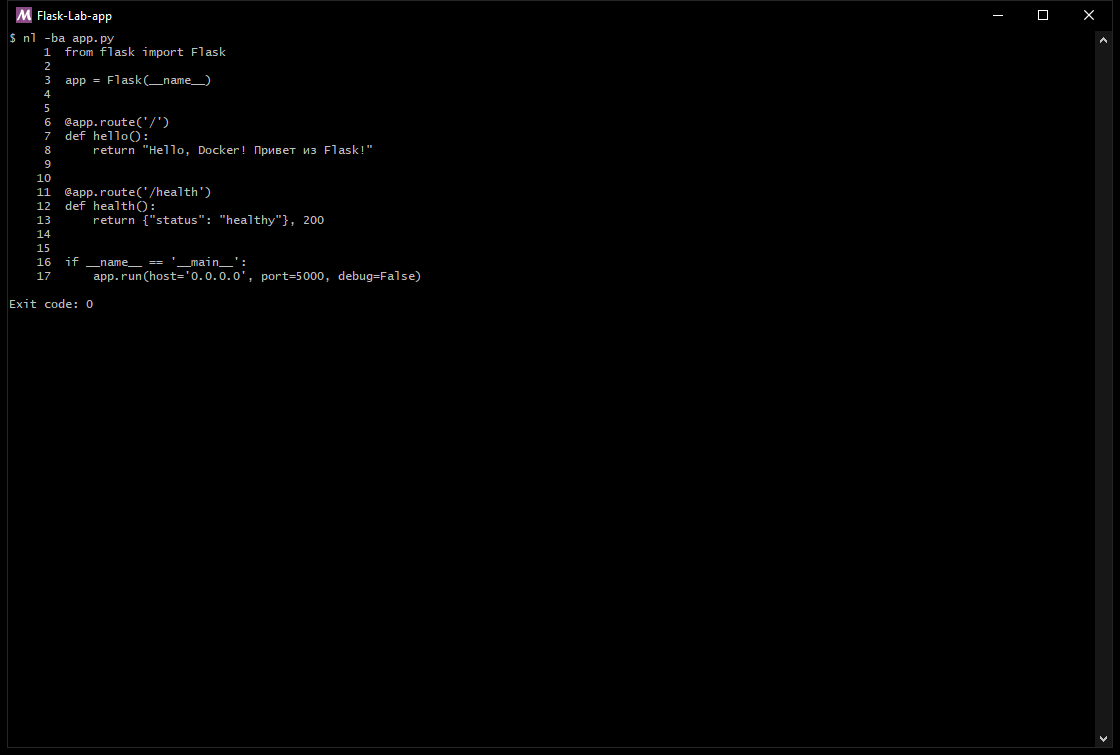 Flask-Lab-app
$ nl -ba app.py
     1  from flask import Flask
     2
     3  app = Flask(__name__)
     4
     5
     6  @app.route('/')
     7  def hello():
     8      return "Hello, Docker! Привет из Flask!"
     9
    10
    11  @app.route('/health')
    12  def health():
    13      return {"status": "healthy"}, 200
    14
    15
    16  if __name__ == '__main__':
    17      app.run(host='0.0.0.0', port=5000, debug=False)
Exit code: 0